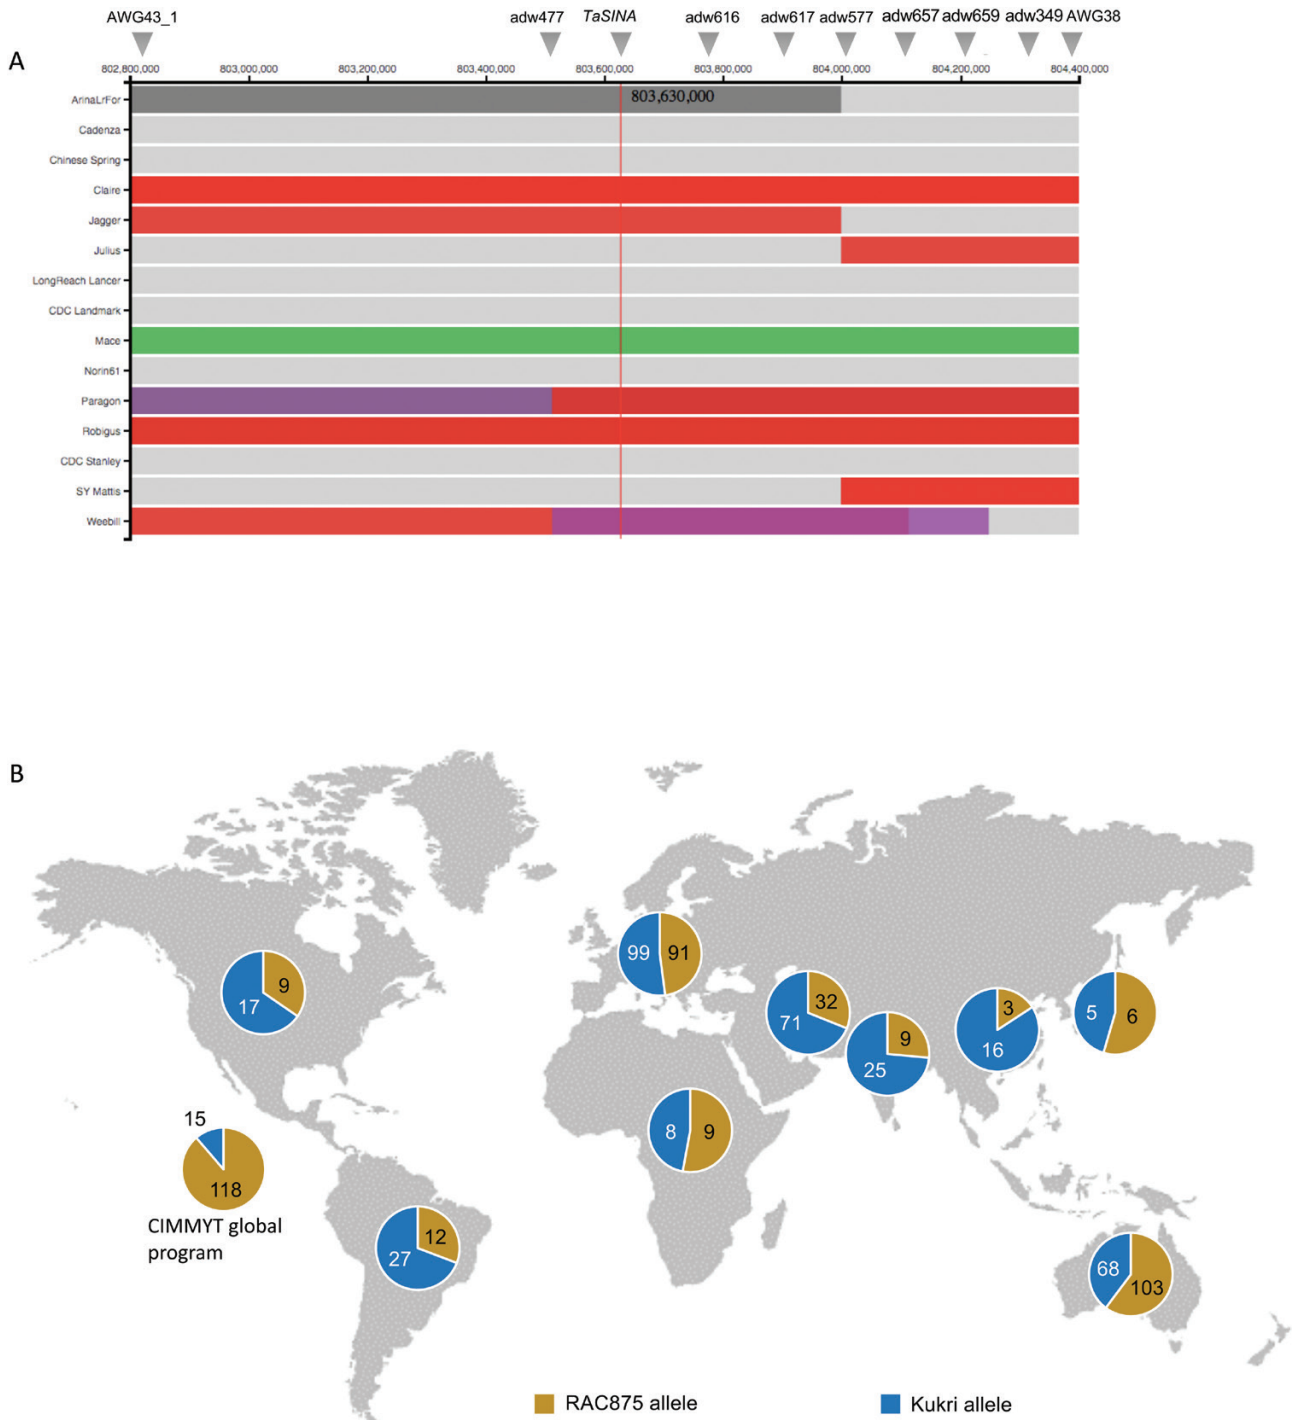 AWG43_1 adw477 TaSINA adw616 adw617 adw577 adw657 adw659 adw349 AWG38
A
802,800,000 803,000,000 803,200,000 803,400,000 803,600,000 803,800,000 804,000,000 804,200,000 804,400,000
ArinaLrFor 803,630,000
Cadenza
Chinese Spring
Claire
Jagger
Julius
LongReach Lancer
CDC Landmark
Mace
Norin61
Paragon
Robigus
CDC Stanley
SY Mattis
Weebill
B
99 91
17 9
71 32
25 9
16 3
5 6
8 9
15
118
CIMMYT global
program
27 12
68 103
RAC875 allele Kukri allele